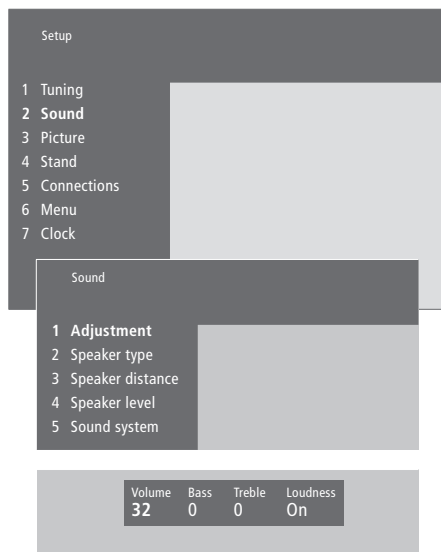 Setup
1 Tuning
2 Sound
3 Picture
4 Stand
5 Connections
6 Menu
7 Clock
Sound
1 Adjustment
2 Speaker type
3 Speaker distance
4 Speaker level
5 Sound system
Volume Bass Treble Loudness
32 0 0 On